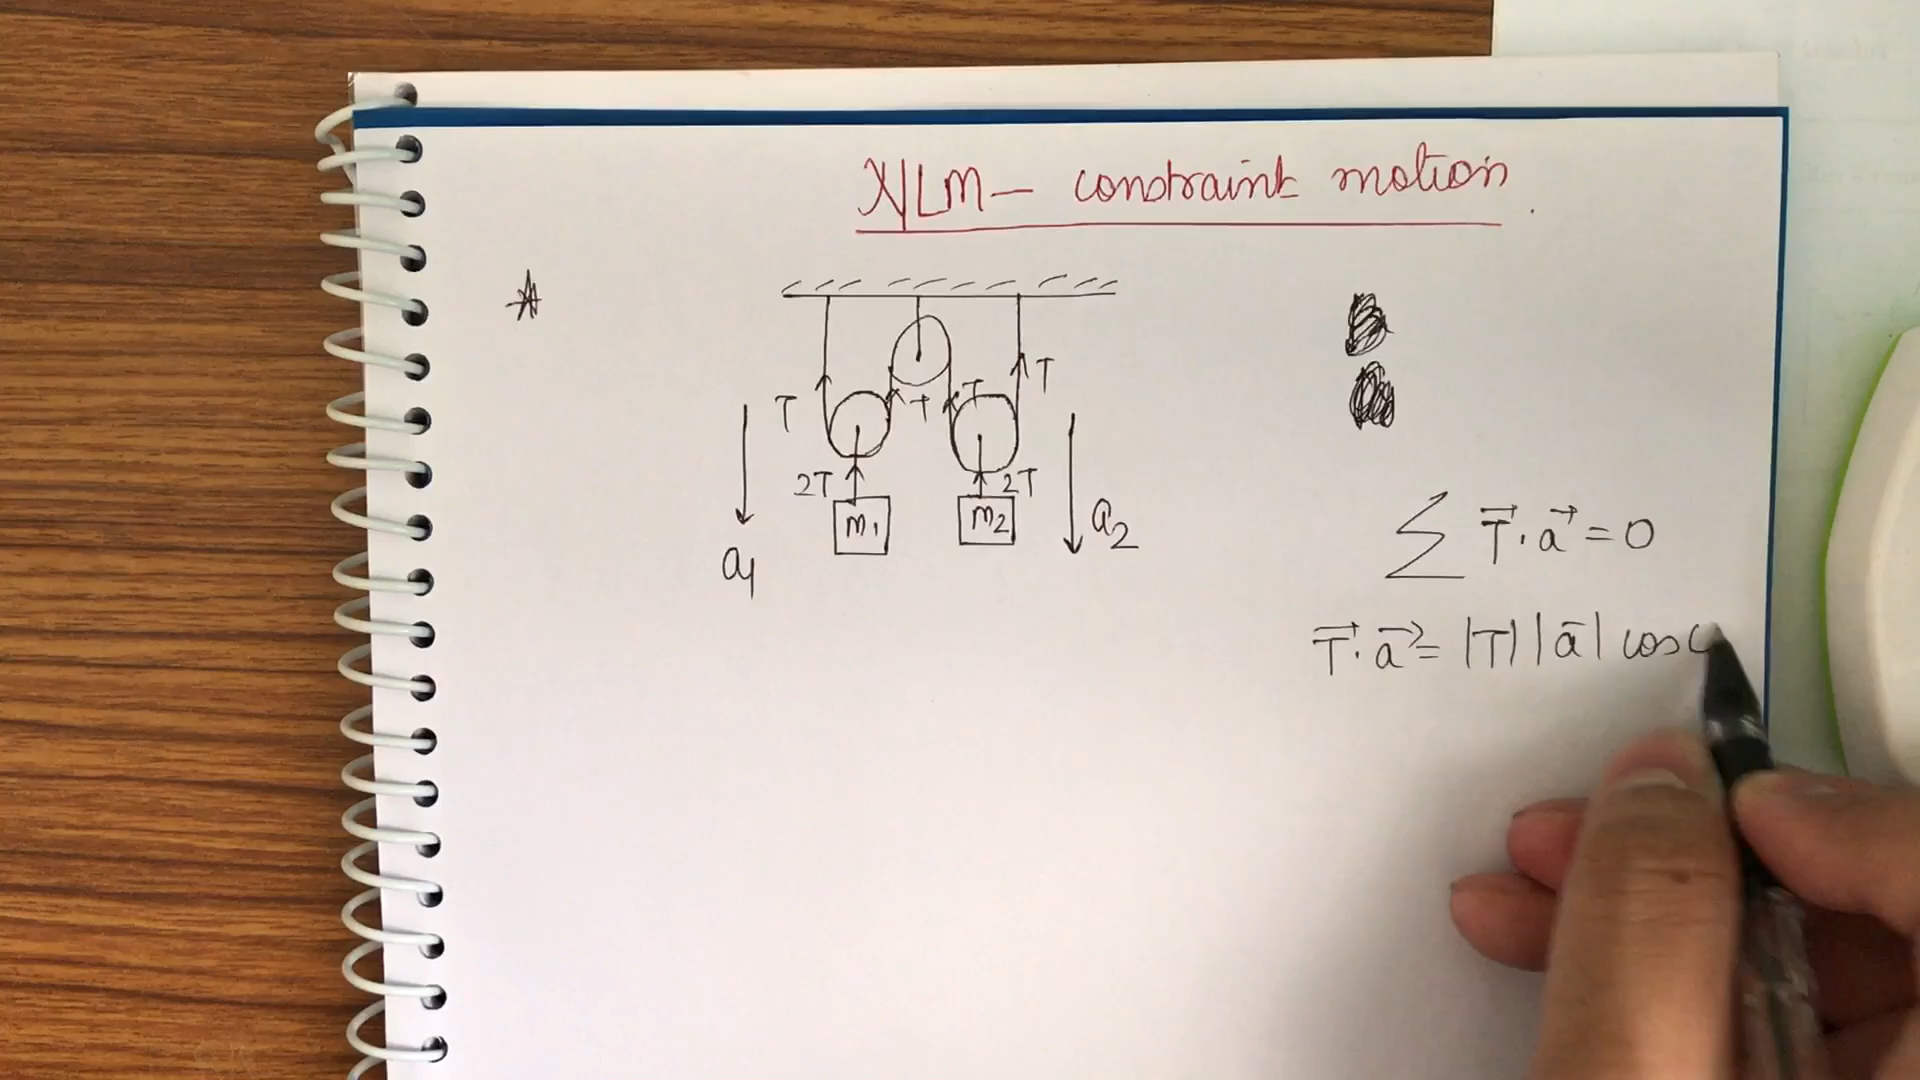 NLM - constraint motion
T
T
T
T
2T
2T
m1
m2
a1
a2
∑ T⃗·a⃗ = 0
T⃗·a⃗ = |T| |ā| cos